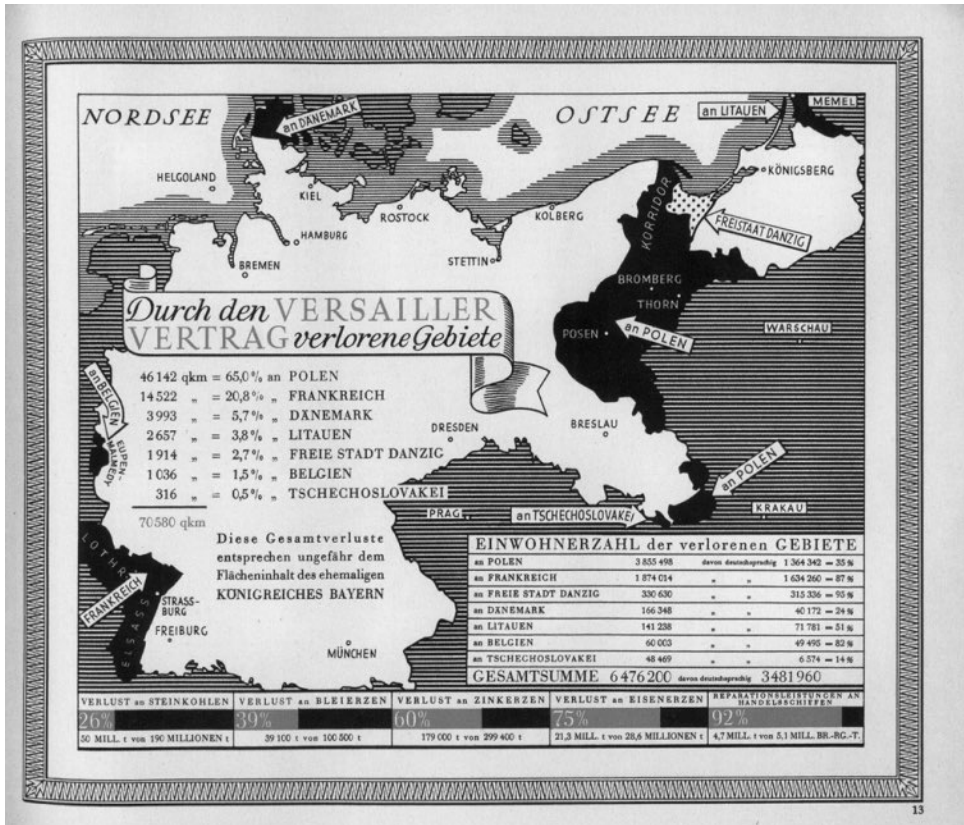 NORDSEE
OSTSEE
an DÄNEMARK
an LITAUEN
MEMEL
HELGOLAND
KIEL
KÖNIGSBERG
ROSTOCK
KOLBERG
KORRIDOR
FREISTAAT DANZIG
HAMBURG
BREMEN
STETTIN
BROMBERG
THORN
Durch den VERSAILLER
VERTRAG verlorene Gebiete
POSEN
an POLEN
WARSCHAU
46 142 qkm = 65,0 % an POLEN
14 522 „ = 20,8 % „ FRANKREICH
3 993 „ = 5,7 % „ DÄNEMARK
2 657 „ = 3,8 % „ LITAUEN
1 914 „ = 2,7 % „ FREIE STADT DANZIG
1 036 „ = 1,5 % „ BELGIEN
316 „ = 0,5 % „ TSCHECHOSLOVAKEI
70 580 qkm
an BELGIEN
EUPEN-
MALMEDY
DRESDEN
BRESLAU
an POLEN
PRAG
an TSCHECHOSLOVAKEI
KRAKAU
Diese Gesamtverluste
entsprechen ungefähr dem
Flächeninhalt des ehemaligen
KÖNIGREICHES BAYERN
LOTHR.
FRANKREICH
ELSASS
STRASS-
BURG
FREIBURG
MÜNCHEN
EINWOHNERZAHL der verlorenen GEBIETE
an POLEN 3 855 498 davon deutschsprachig 1 364 342 = 35 %
an FRANKREICH 1 874 014 „ „ 1 634 260 = 87 %
an FREIE STADT DANZIG 330 630 „ „ 315 336 = 95 %
an DÄNEMARK 166 348 „ „ 40 172 = 24 %
an LITAUEN 141 238 „ „ 71 781 = 51 %
an BELGIEN 60 003 „ „ 49 495 = 82 %
an TSCHECHOSLOVAKEI 48 469 „ „ 6 574 = 14 %
GESAMTSUMME 6 476 200 davon deutschsprachig 3 481 960
VERLUST an STEINKOHLEN
26%
50 MILL. t von 190 MILLIONEN t
VERLUST an BLEIERZEN
39%
39 100 t von 100 500 t
VERLUST an ZINKERZEN
60%
179 000 t von 299 400 t
VERLUST an EISENERZEN
75%
21,3 MILL. t von 28,6 MILLIONEN t
REPARATIONSLEISTUNGEN AN
HANDELSSCHIFFEN
92%
4,7 MILL. t von 5,1 MILL. BR.-RG.-T.
13